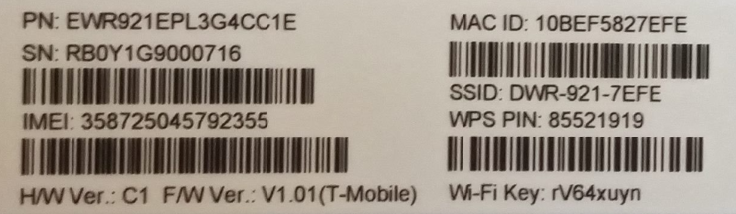 PN: EWR921EPL3G4CC1E
SN: RB0Y1G9000716
IMEI: 358725045792355
H/W Ver.: C1 F/W Ver.: V1.01(T-Mobile)
MAC ID: 10BEF5827EFE
SSID: DWR-921-7EFE
WPS PIN: 85521919
Wi-Fi Key: rV64xuyn